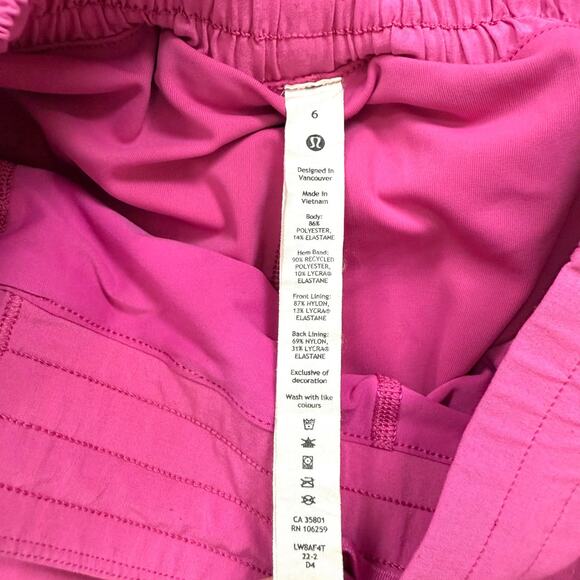 6
Designed in
Vancouver
Made in
Vietnam
Body:
86%
POLYESTER,
14% ELASTANE
Hem Band:
90% RECYCLED
POLYESTER,
10% LYCRA®
ELASTANE
Front Lining:
87% NYLON,
13% LYCRA®
ELASTANE
Back Lining:
69% NYLON,
31% LYCRA®
ELASTANE
Exclusive of
decoration
Wash with like
colours
CA 35801
RN 106259
LW8AF4T
22-2
D4